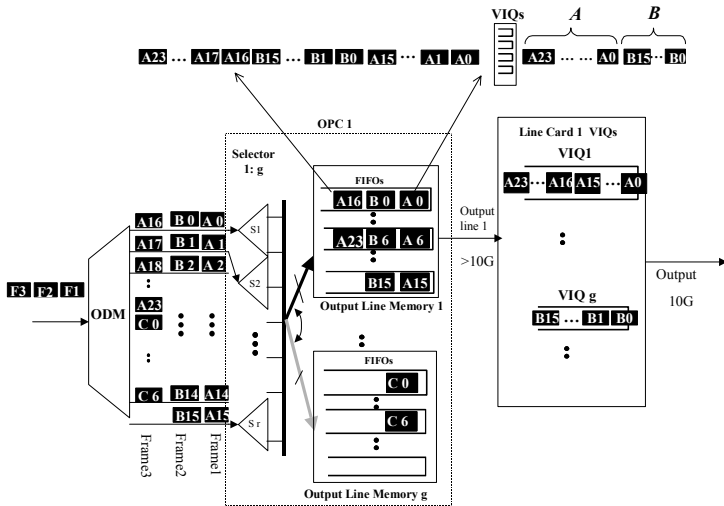 VIQs
A
B
A23 ... A17 A16 B15 ... B1 B0 A15 ... A1 A0
A23 ... ... A0 B15 ... B0
OPC 1
Selector
1: g
Line Card 1 VIQs
VIQ1
A23 ... A16 A15 ... A0
FIFOs
A16 B 0 A 0
A23 B 6 A 6
B15 A15
Output Line Memory 1
Output
line 1
>10G
A16 B 0 A 0
A17 B 1 A 1
A18 B 2 A 2
A23
C 0
C 6 B14 A14
B15 A15
S1
S2
S r
F3 F2 F1
ODM
Output
10G
VIQ g
B15 ... B1 B0
FIFOs
C 0
C 6
Output Line Memory g
Frame3
Frame2
Frame1